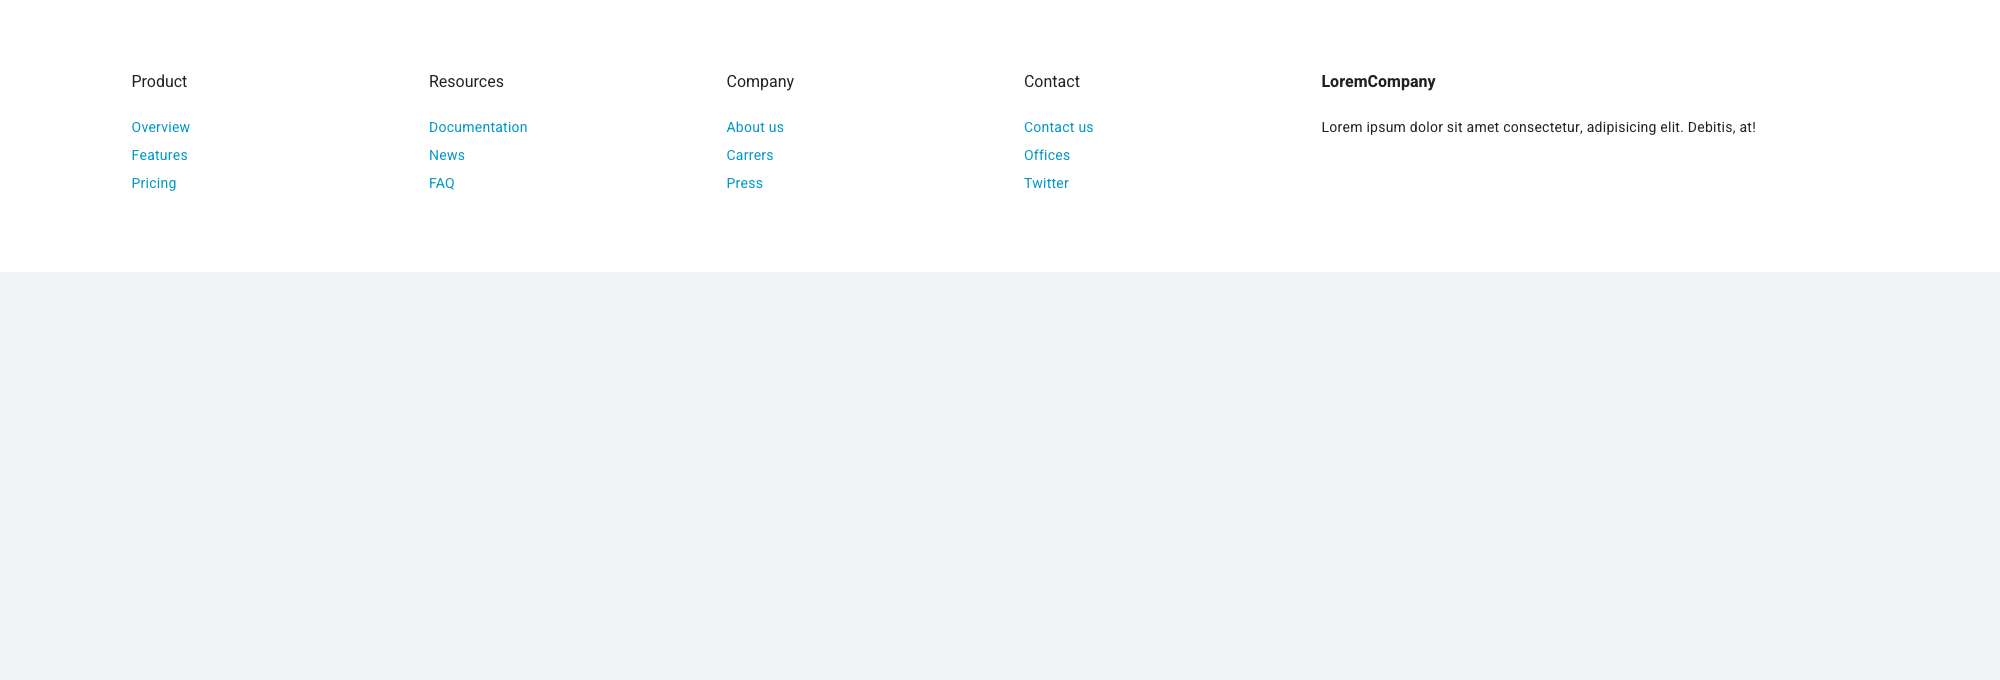 Product
Overview
Features
Pricing
Resources
Documentation
News
FAQ
Company
About us
Carrers
Press
Contact
Contact us
Offices
Twitter
LoremCompany
Lorem ipsum dolor sit amet consectetur, adipisicing elit. Debitis, at!